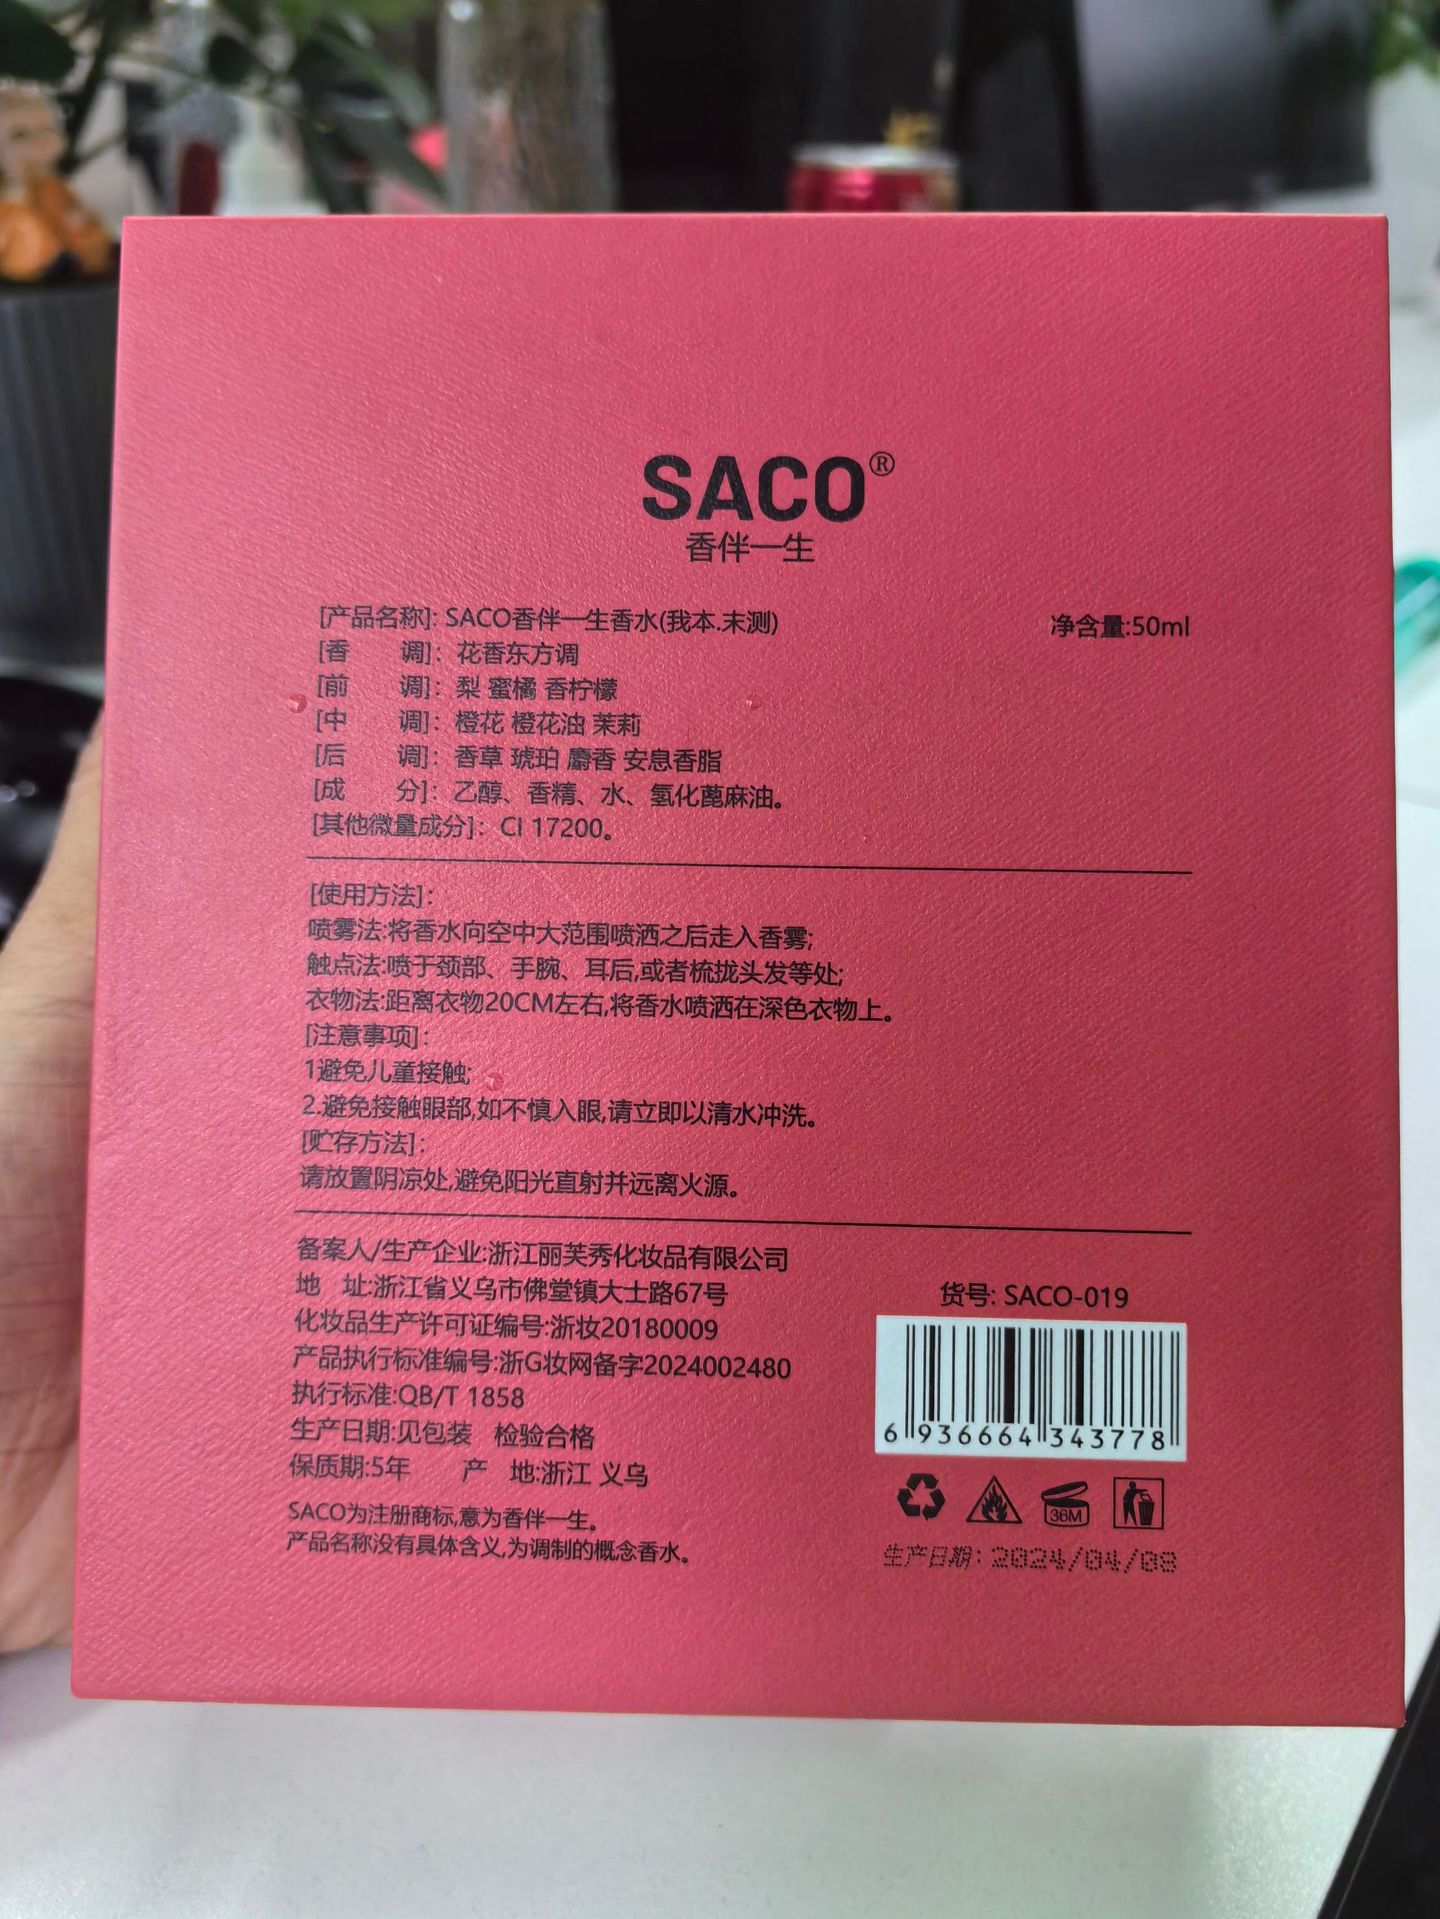 SACO®
香伴一生
[产品名称]: SACO香伴一生香水(我本.未测)
净含量:50ml
[香 调]: 花香东方调
[前 调]: 梨 蜜橘 香柠檬
[中 调]: 橙花 橙花油 茉莉
[后 调]: 香草 琥珀 麝香 安息香脂
[成 分]: 乙醇、香精、水、氢化蓖麻油。
[其他微量成分]: CI 17200。
[使用方法]:
喷雾法:将香水向空中大范围喷洒之后走入香雾;
触点法:喷于颈部、手腕、耳后,或者梳拢头发等处;
衣物法:距离衣物20CM左右,将香水喷洒在深色衣物上。
[注意事项]:
1避免儿童接触;
2.避免接触眼部,如不慎入眼,请立即以清水冲洗。
[贮存方法]:
请放置阴凉处,避免阳光直射并远离火源。
备案人/生产企业:浙江丽芙秀化妆品有限公司
地 址:浙江省义乌市佛堂镇大士路67号
化妆品生产许可证编号:浙妆20180009
产品执行标准编号:浙G妆网备字2024002480
执行标准:QB/T 1858
生产日期:见包装 检验合格
保质期:5年 产 地:浙江 义乌
SACO为注册商标,意为香伴一生。
产品名称没有具体含义,为调制的概念香水。
货号: SACO-019
6 936664 343778
36M
生产日期: 2024/04/08